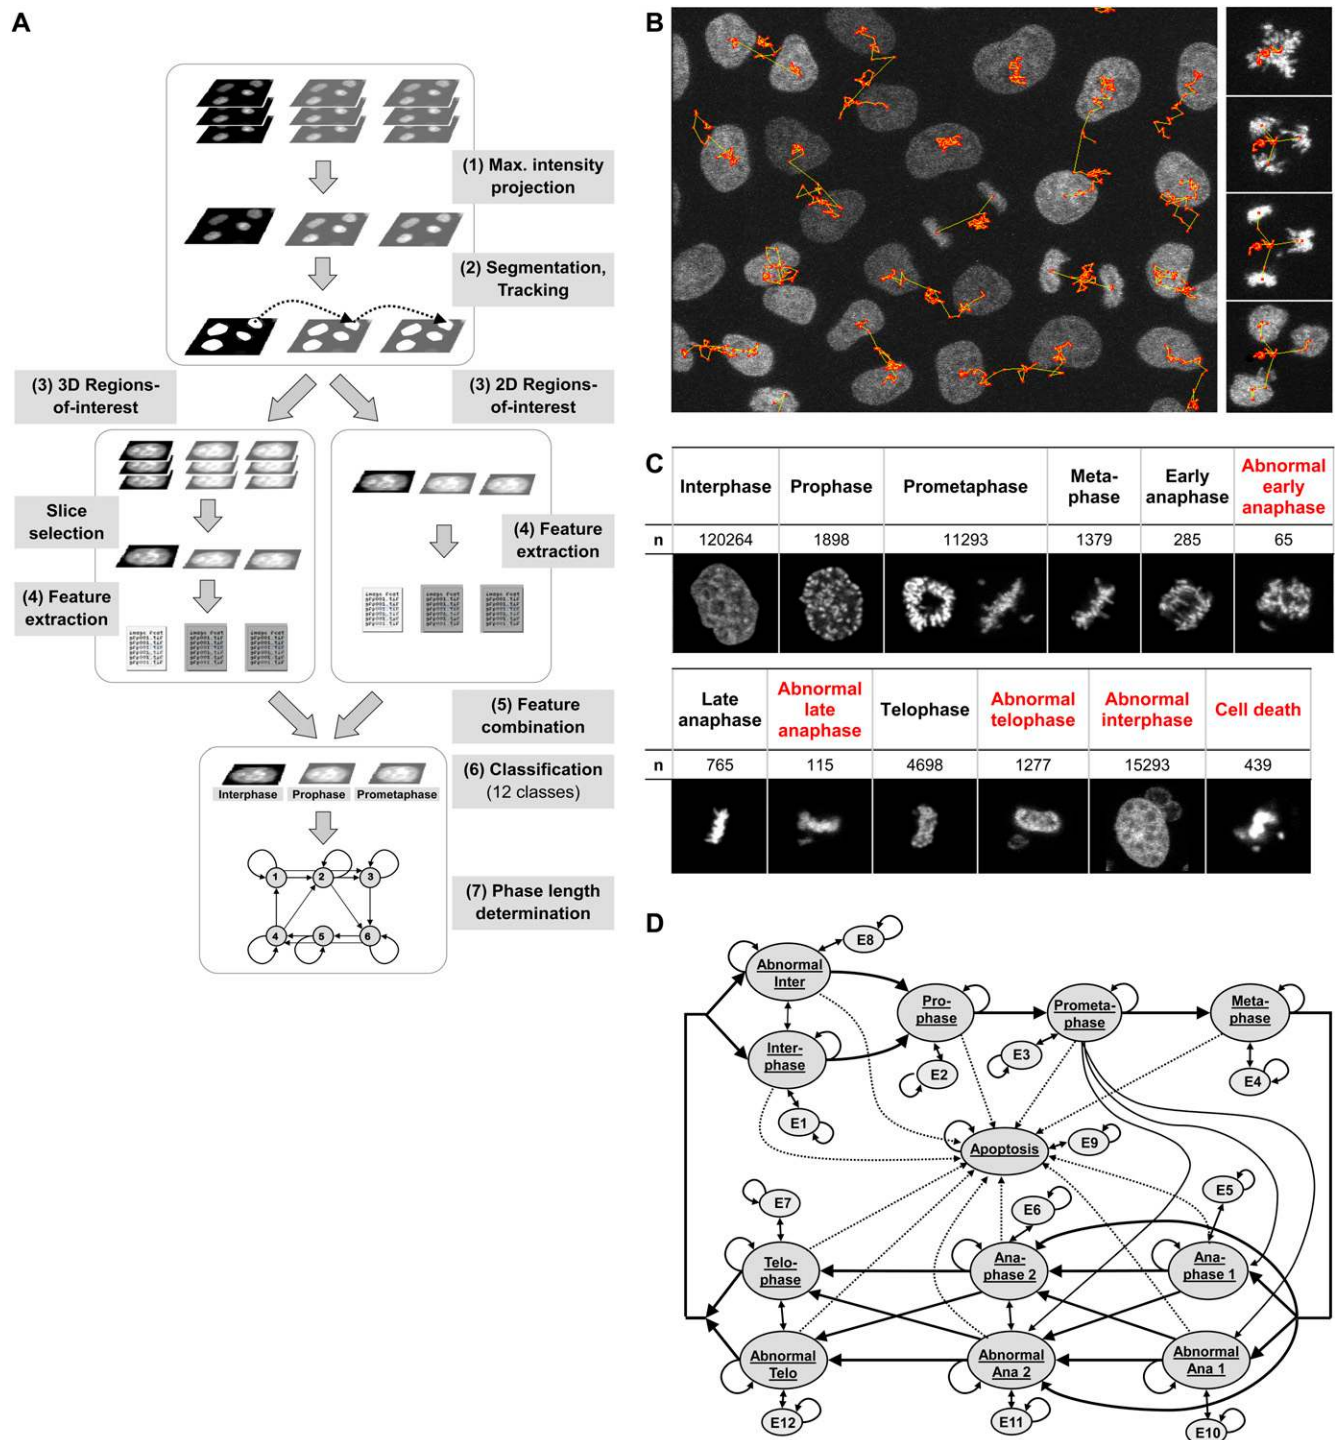 A
(1) Max. intensity
projection
(2) Segmentation,
Tracking
(3) 3D Regions-
of-interest
(3) 2D Regions-
of-interest
Slice
selection
(4) Feature
extraction
(4) Feature
extraction
(5) Feature
combination
(6) Classification
(12 classes)
Interphase Prophase Prometaphase
1 2 3
4 5 6
(7) Phase length
determination
B
C
Interphase Prophase Prometaphase Meta-
phase Early
anaphase Abnormal
early
anaphase
n 120264 1898 11293 1379 285 65
Late
anaphase Abnormal
late
anaphase Telophase Abnormal
telophase Abnormal
interphase Cell death
n 765 115 4698 1277 15293 439
D
E8
Abnormal
Inter
Pro-
phase
Prometa-
phase
Meta-
phase
Inter-
phase
E1
E2
E3
E4
Apoptosis
E9
E7
E6
E5
Telo-
phase
Ana-
phase 2
Ana-
phase 1
Abnormal
Telo
Abnormal
Ana 2
Abnormal
Ana 1
E12
E11
E10